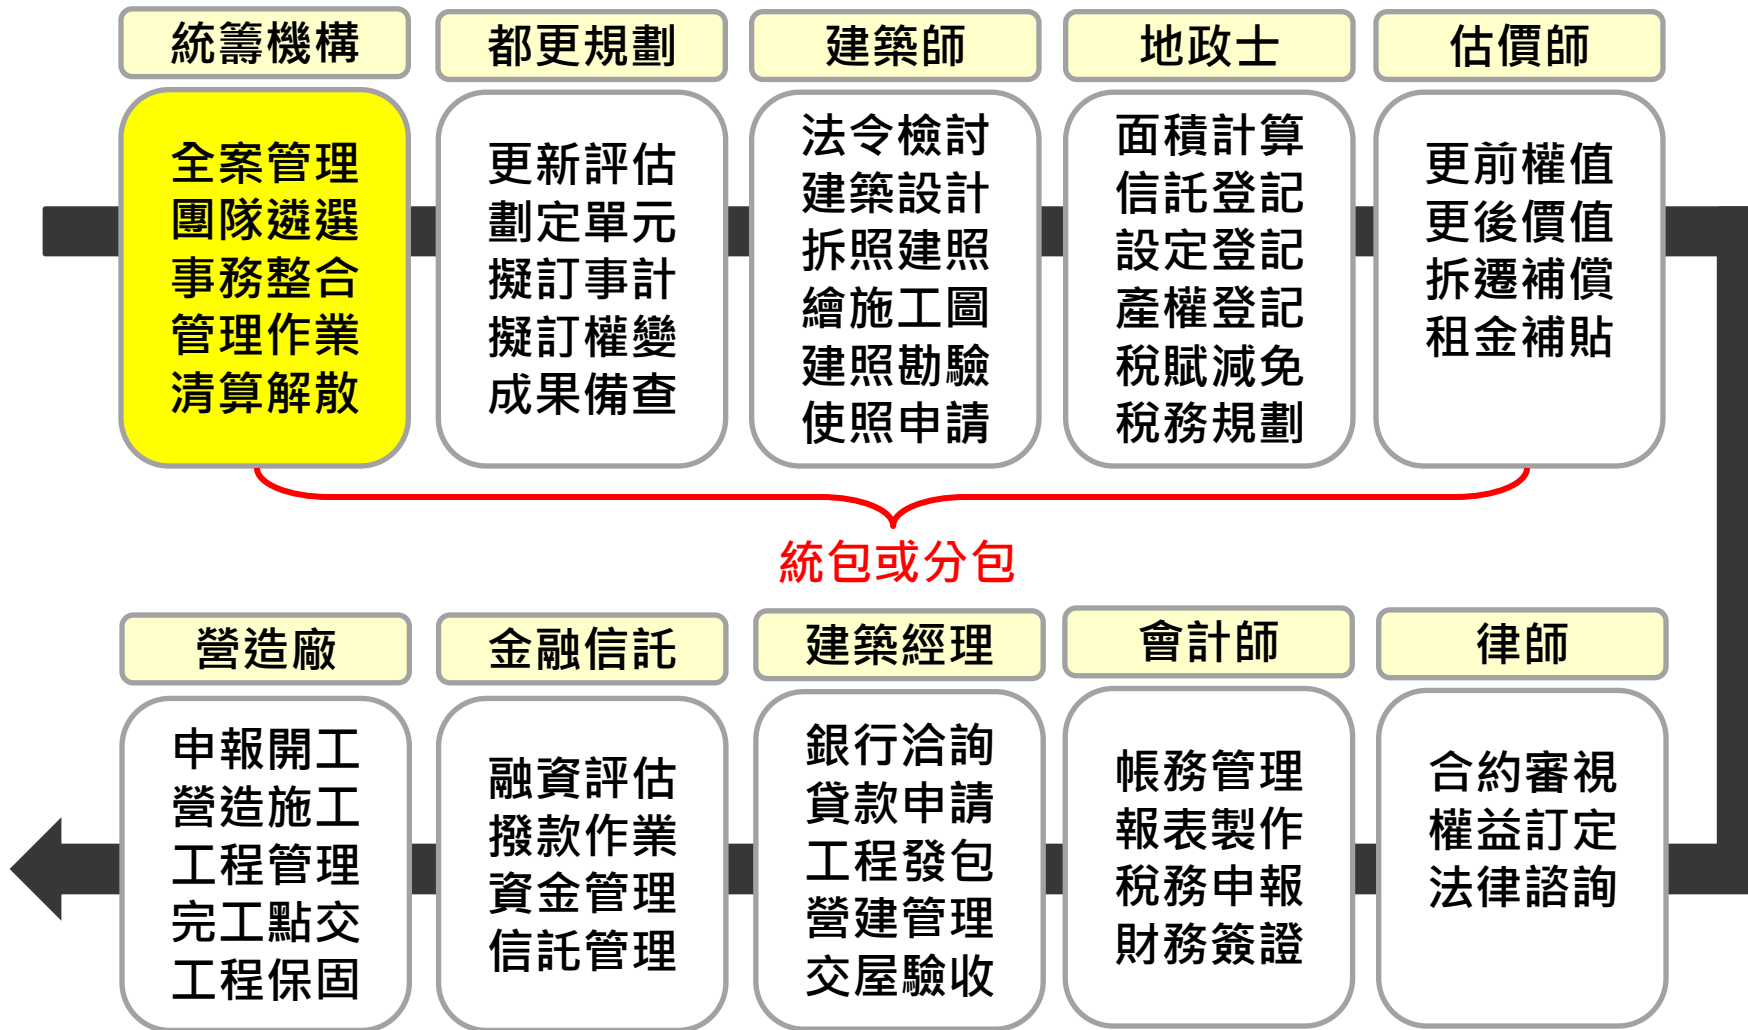 統籌機構
全案管理
團隊遴選
事務整合
管理作業
清算解散
都更規劃
更新評估
劃定單元
擬訂事計
擬訂權變
成果備查
建築師
法令檢討
建築設計
拆照建照
繪施工圖
建照勘驗
使照申請
地政士
面積計算
信託登記
設定登記
產權登記
稅賦減免
稅務規劃
估價師
更前權值
更後價值
拆遷補償
租金補貼
統包或分包
律師
合約審視
權益訂定
法律諮詢
會計師
帳務管理
報表製作
稅務申報
財務簽證
建築經理
銀行洽詢
貸款申請
工程發包
營建管理
交屋驗收
金融信託
融資評估
撥款作業
資金管理
信託管理
營造廠
申報開工
營造施工
工程管理
完工點交
工程保固